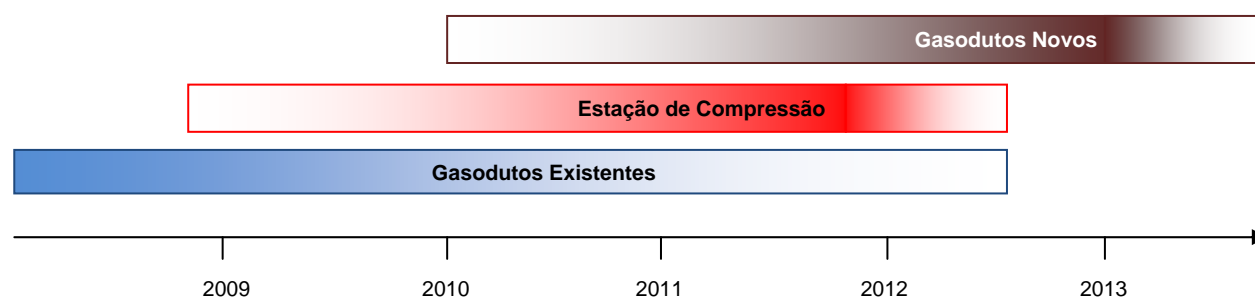 Gasodutos Novos
Estação de Compressão
Gasodutos Existentes
2009 2010 2011 2012 2013